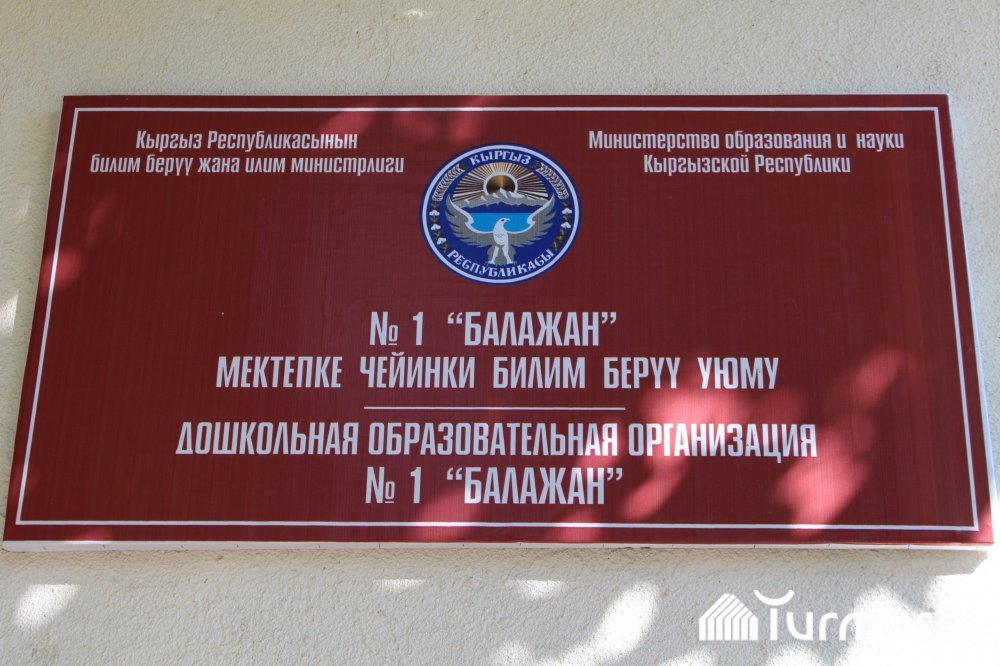 Кыргыз Республикасынын
билим берүү жана илим министрлиги
Министерство образования и науки
Кыргызской Республики
КЫРГЫЗ
РЕСПУБЛИКАСЫ
№ 1 “БАЛАЖАН”
МЕКТЕПКЕ ЧЕЙИНКИ БИЛИМ БЕРҮҮ УЮМУ
ДОШКОЛЬНАЯ ОБРАЗОВАТЕЛЬНАЯ ОРГАНИЗАЦИЯ
№ 1 “БАЛАЖАН”